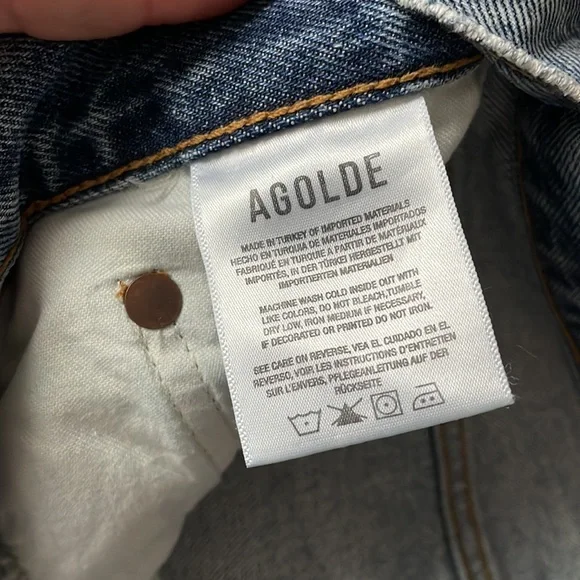 AGOLDE
MADE IN TURKEY OF IMPORTED MATERIALS
HECHO EN TURQUIA DE MATERIALES IMPORTADOS
FABRIQUÉ EN TURQUIE A PARTIR DE MATÉRIAUX
IMPORTÉS, IN DER TÜRKEI HERGESTELLT MIT
IMPORTIERTEN MATERIALIEN
MACHINE WASH COLD INSIDE OUT WITH
LIKE COLORS, DO NOT BLEACH,TUMBLE
DRY LOW, IRON MEDIUM IF NECESSARY,
IF DECORATED OR PRINTED DO NOT IRON.
SEE CARE ON REVERSE, VEA EL CUIDADO EN EL
REVERSO, VOIR LES INSTRUCTIONS D'ENTRETIEN
SUR L'ENVERS, PFLEGEANLEITUNG AUF DER
RÜCKSEITE